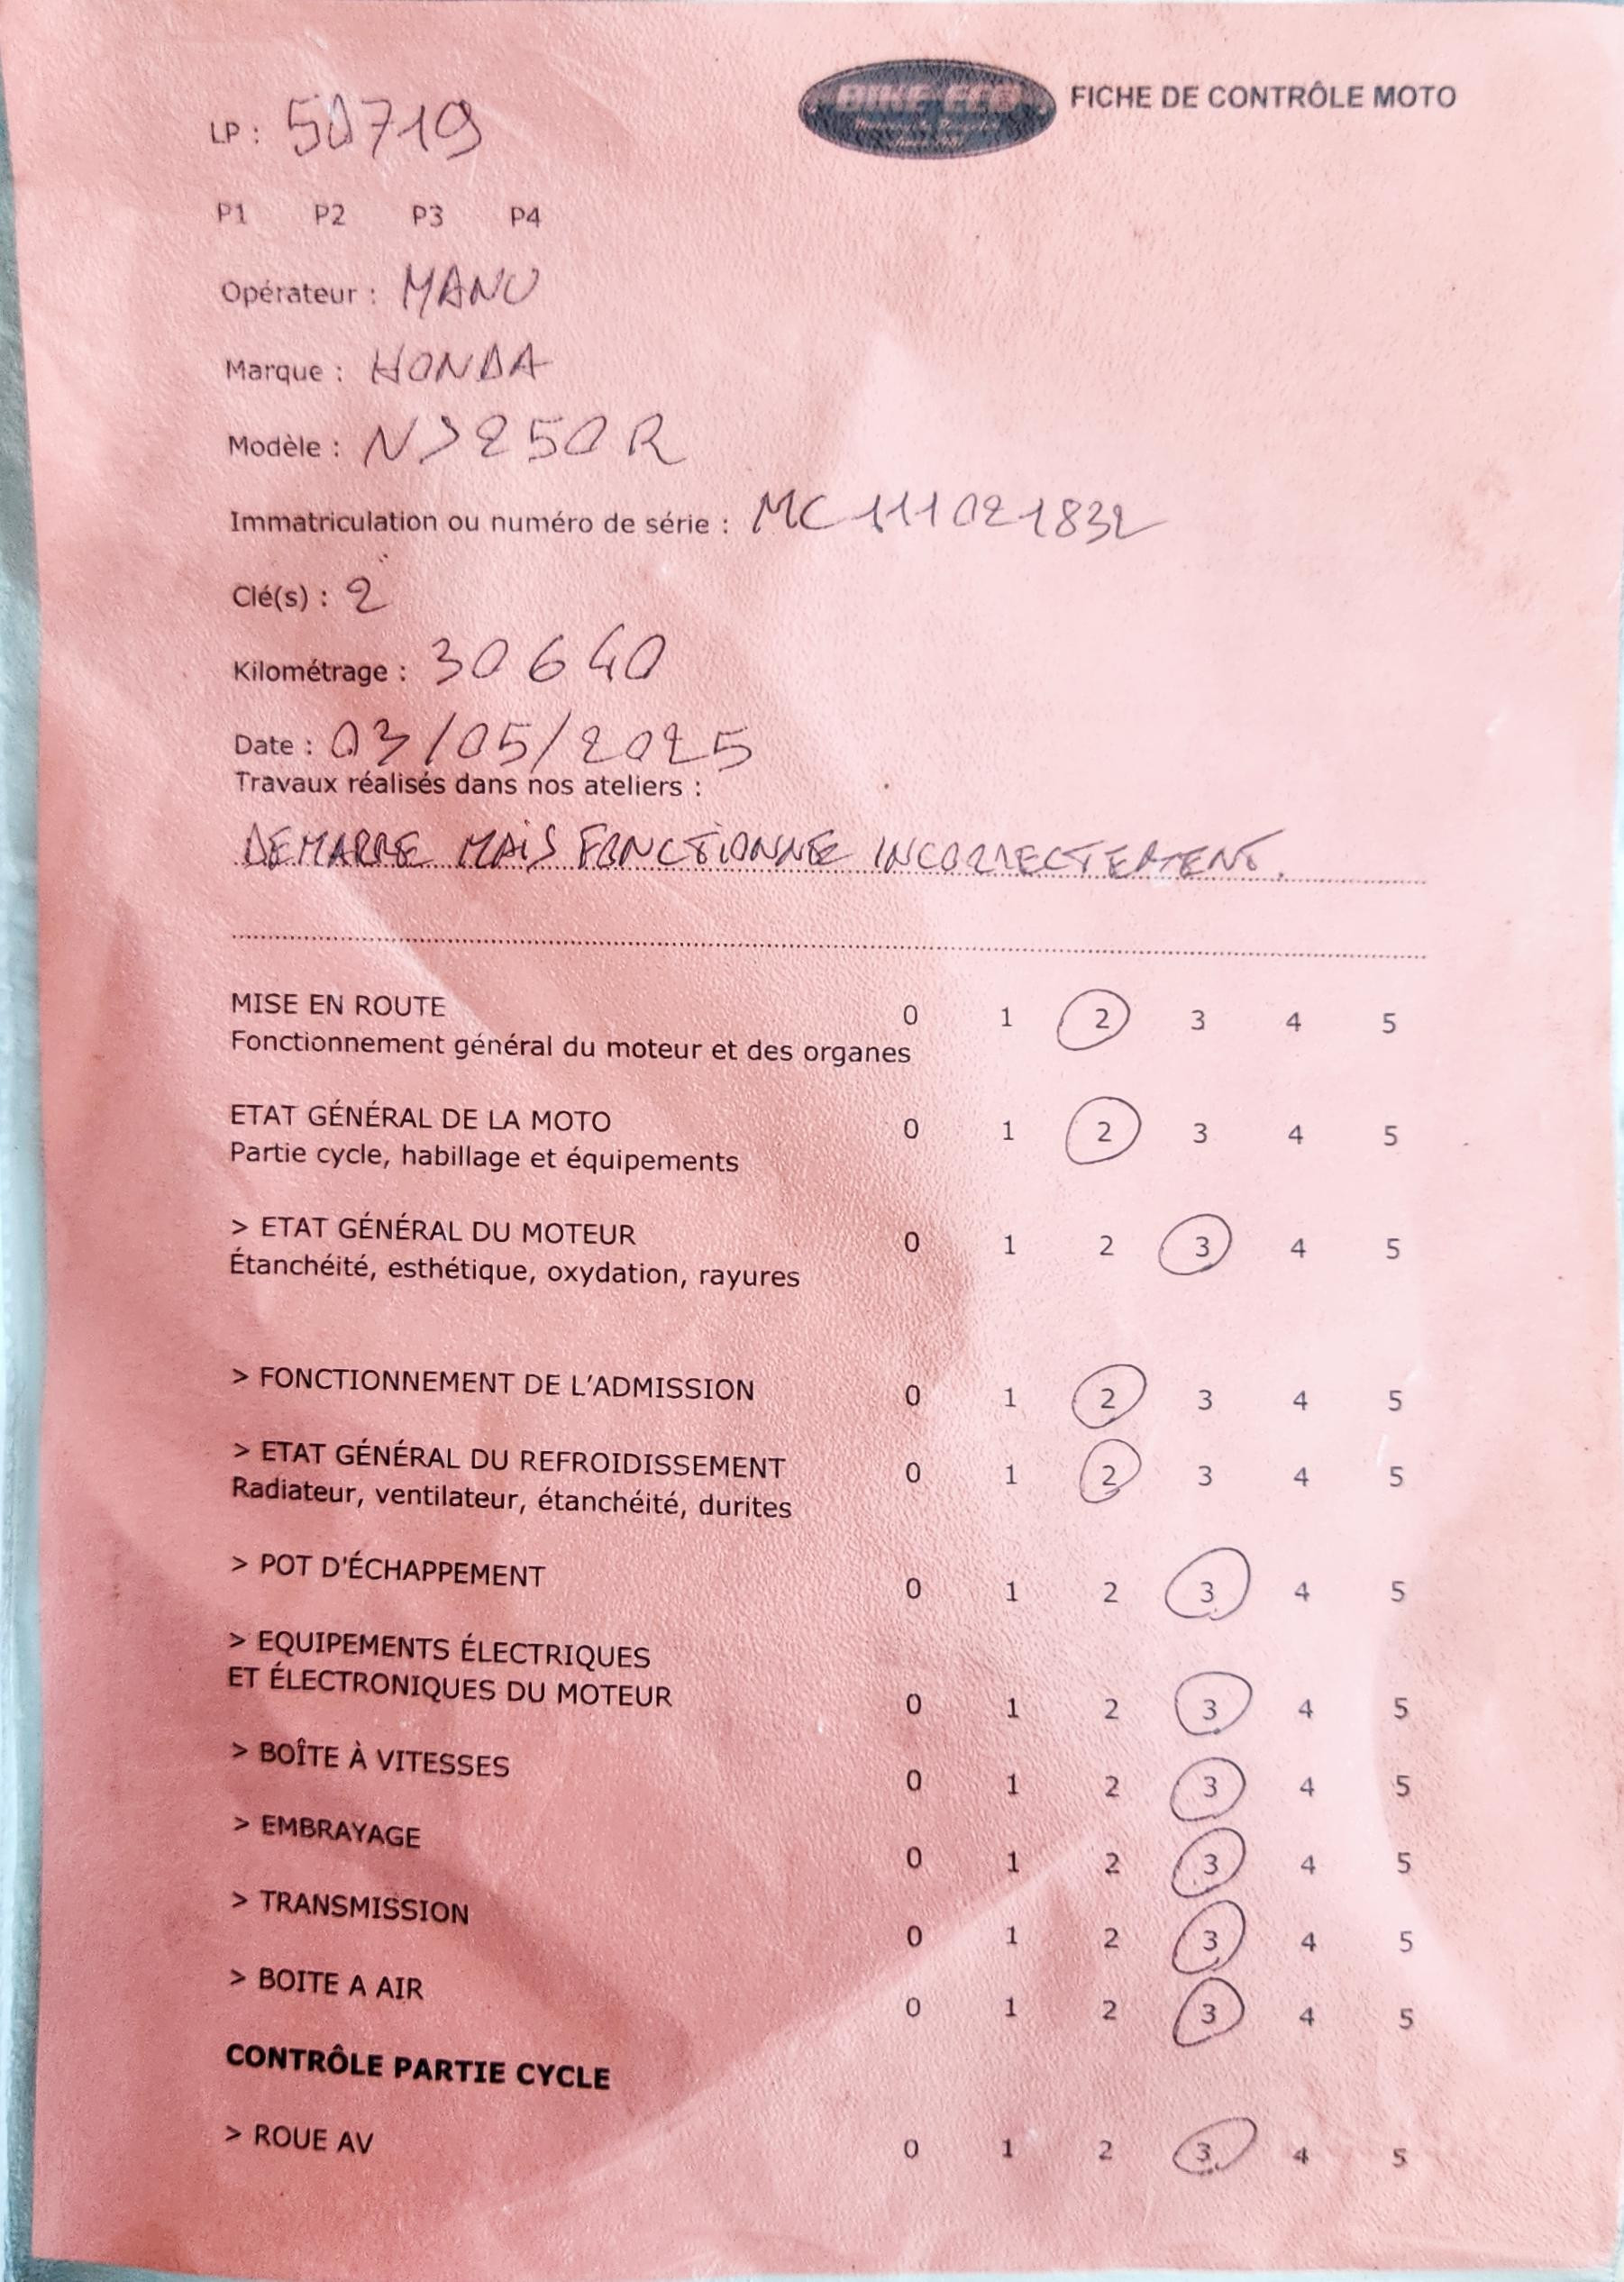 BIKE
FICHE DE CONTRÔLE MOTO
LP : 50719
P1 P2 P3 P4
Opérateur : MANU
Marque : HONDA
Modèle : NS250R
Immatriculation ou numéro de série : MC111021832
Clé(s) : 2
Kilométrage : 30640
Date : 03/05/2025
Travaux réalisés dans nos ateliers :
DEMARRE MAIS FONCTIONNE INCORRECTEMENT.
MISE EN ROUTE 0 1 2 3 4 5
Fonctionnement général du moteur et des organes
ETAT GÉNÉRAL DE LA MOTO 0 1 2 3 4 5
Partie cycle, habillage et équipements
> ETAT GÉNÉRAL DU MOTEUR 0 1 2 3 4 5
Étanchéité, esthétique, oxydation, rayures
> FONCTIONNEMENT DE L'ADMISSION 0 1 2 3 4 5
> ETAT GÉNÉRAL DU REFROIDISSEMENT 0 1 2 3 4 5
Radiateur, ventilateur, étanchéité, durites
> POT D'ÉCHAPPEMENT 0 1 2 3 4 5
> EQUIPEMENTS ÉLECTRIQUES
ET ÉLECTRONIQUES DU MOTEUR 0 1 2 3 4 5
> BOÎTE À VITESSES 0 1 2 3 4 5
> EMBRAYAGE 0 1 2 3 4 5
> TRANSMISSION 0 1 2 3 4 5
> BOITE A AIR 0 1 2 3 4 5
CONTRÔLE PARTIE CYCLE
> ROUE AV 0 1 2 3 4 5